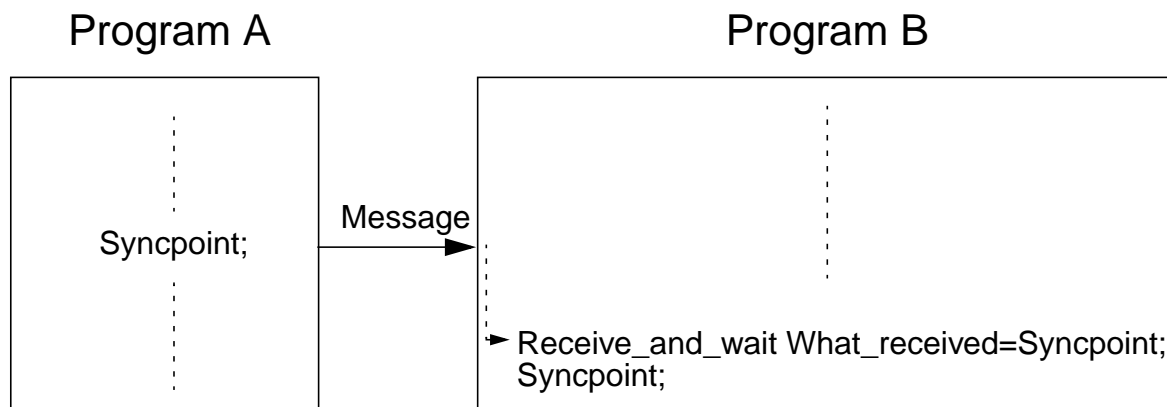 Program A
Program B
Message
Syncpoint;
Receive_and_wait What_received=Syncpoint;
Syncpoint;